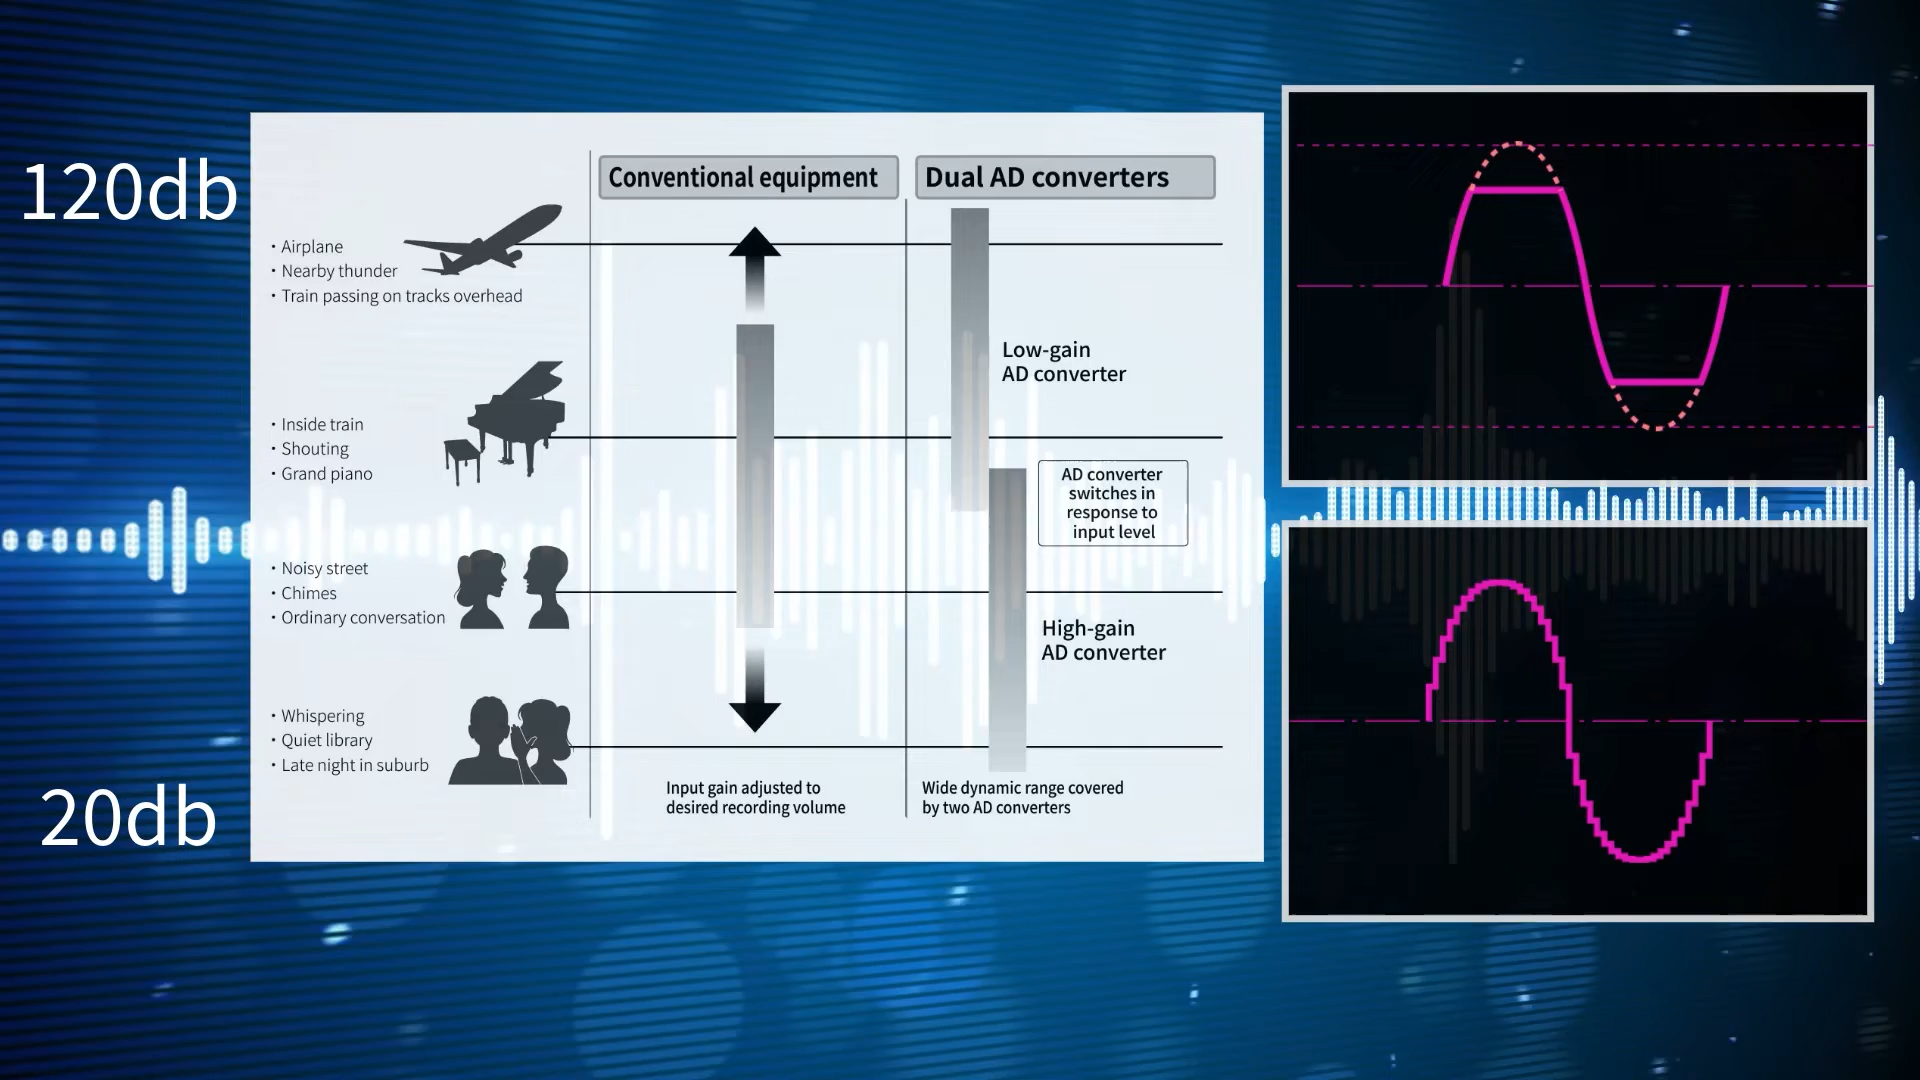 120db
Conventional equipment
Dual AD converters
・Airplane
・Nearby thunder
・Train passing on tracks overhead
Low-gain
AD converter
・Inside train
・Shouting
・Grand piano
AD converter
switches in
response to
input level
・Noisy street
・Chimes
・Ordinary conversation
High-gain
AD converter
・Whispering
・Quiet library
・Late night in suburb
20db
Input gain adjusted to
desired recording volume
Wide dynamic range covered
by two AD converters